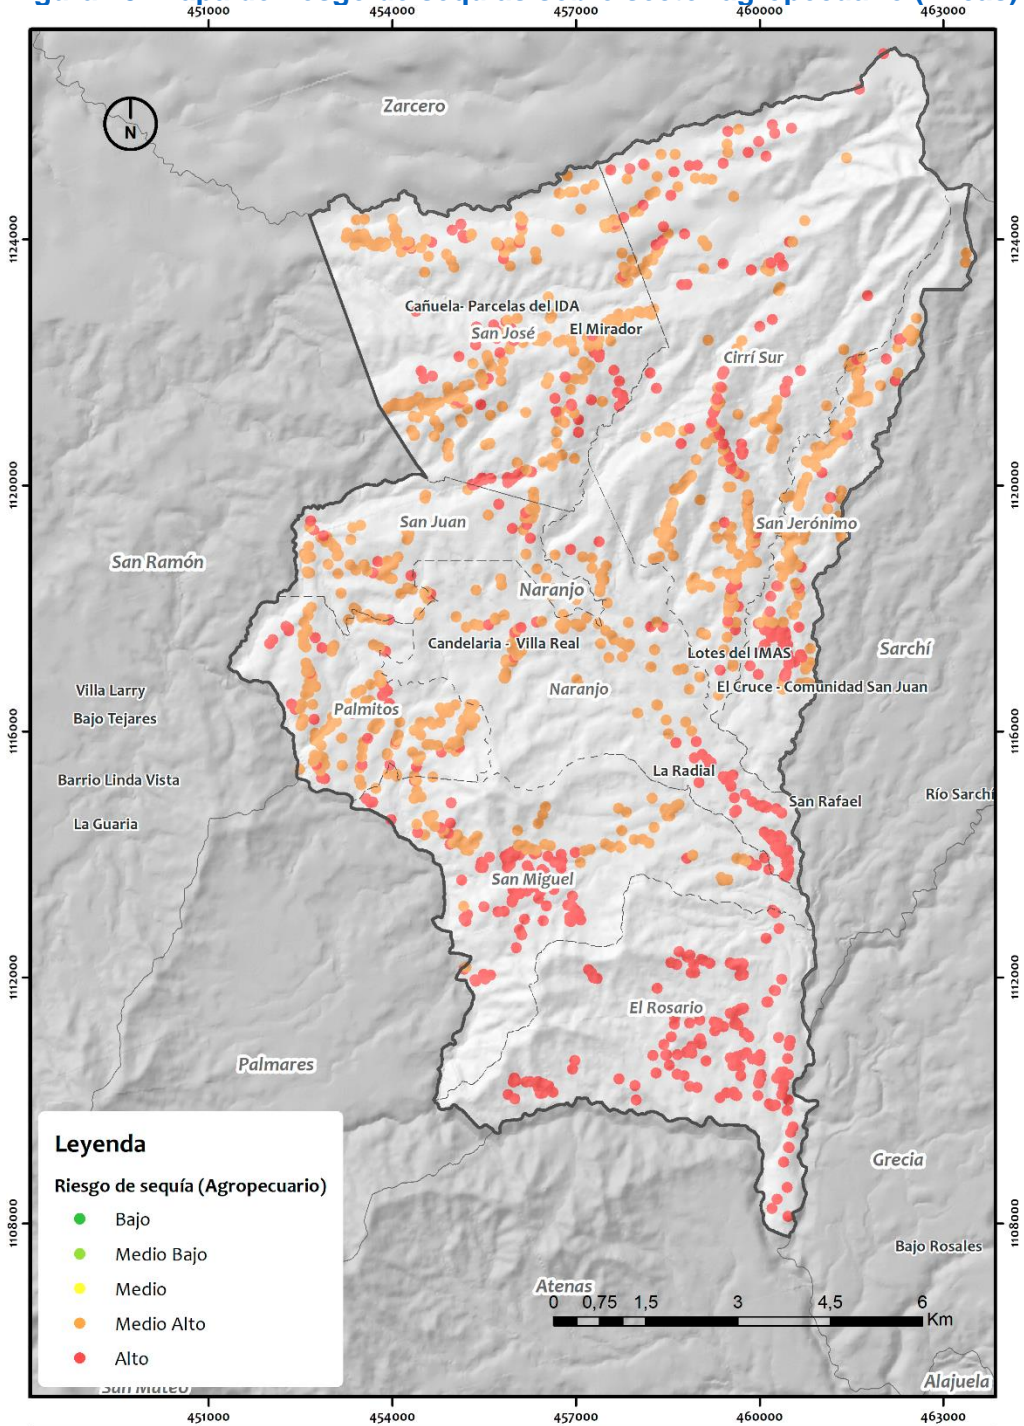 451000
454000
457000
460000
463000
Zarcero
N
1124000
1124000
Cañuela- Parcelas del IDA
San José
El Mirador
Cirrí Sur
1120000
1120000
San Juan
San Jerónimo
San Ramón
Naranjo
Candelaria - Villa Real
Lotes del IMAS
Sarchí
Villa Larry
Naranjo
El Cruce - Comunidad San Juan
Bajo Tejares
Palmitos
1116000
1116000
Barrio Linda Vista
La Radial
San Rafael
Río Sarchí
La Guaria
San Miguel
1112000
1112000
El Rosario
Palmares
Leyenda
Riesgo de sequía (Agropecuario)
Bajo
Medio Bajo
Medio
Medio Alto
Alto
Grecia
1108000
Bajo Rosales
Atenas
0 0,75 1,5 3 4,5 6
Km
San Mateo
Alajuela
451000
454000
457000
460000
463000